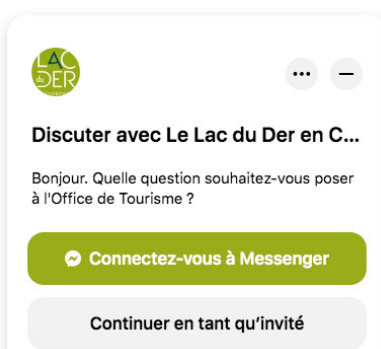 LAC
du
DER
Discuter avec Le Lac du Der en C...
Bonjour. Quelle question souhaitez-vous poser
à l'Office de Tourisme ?
Connectez-vous à Messenger
Continuer en tant qu'invité